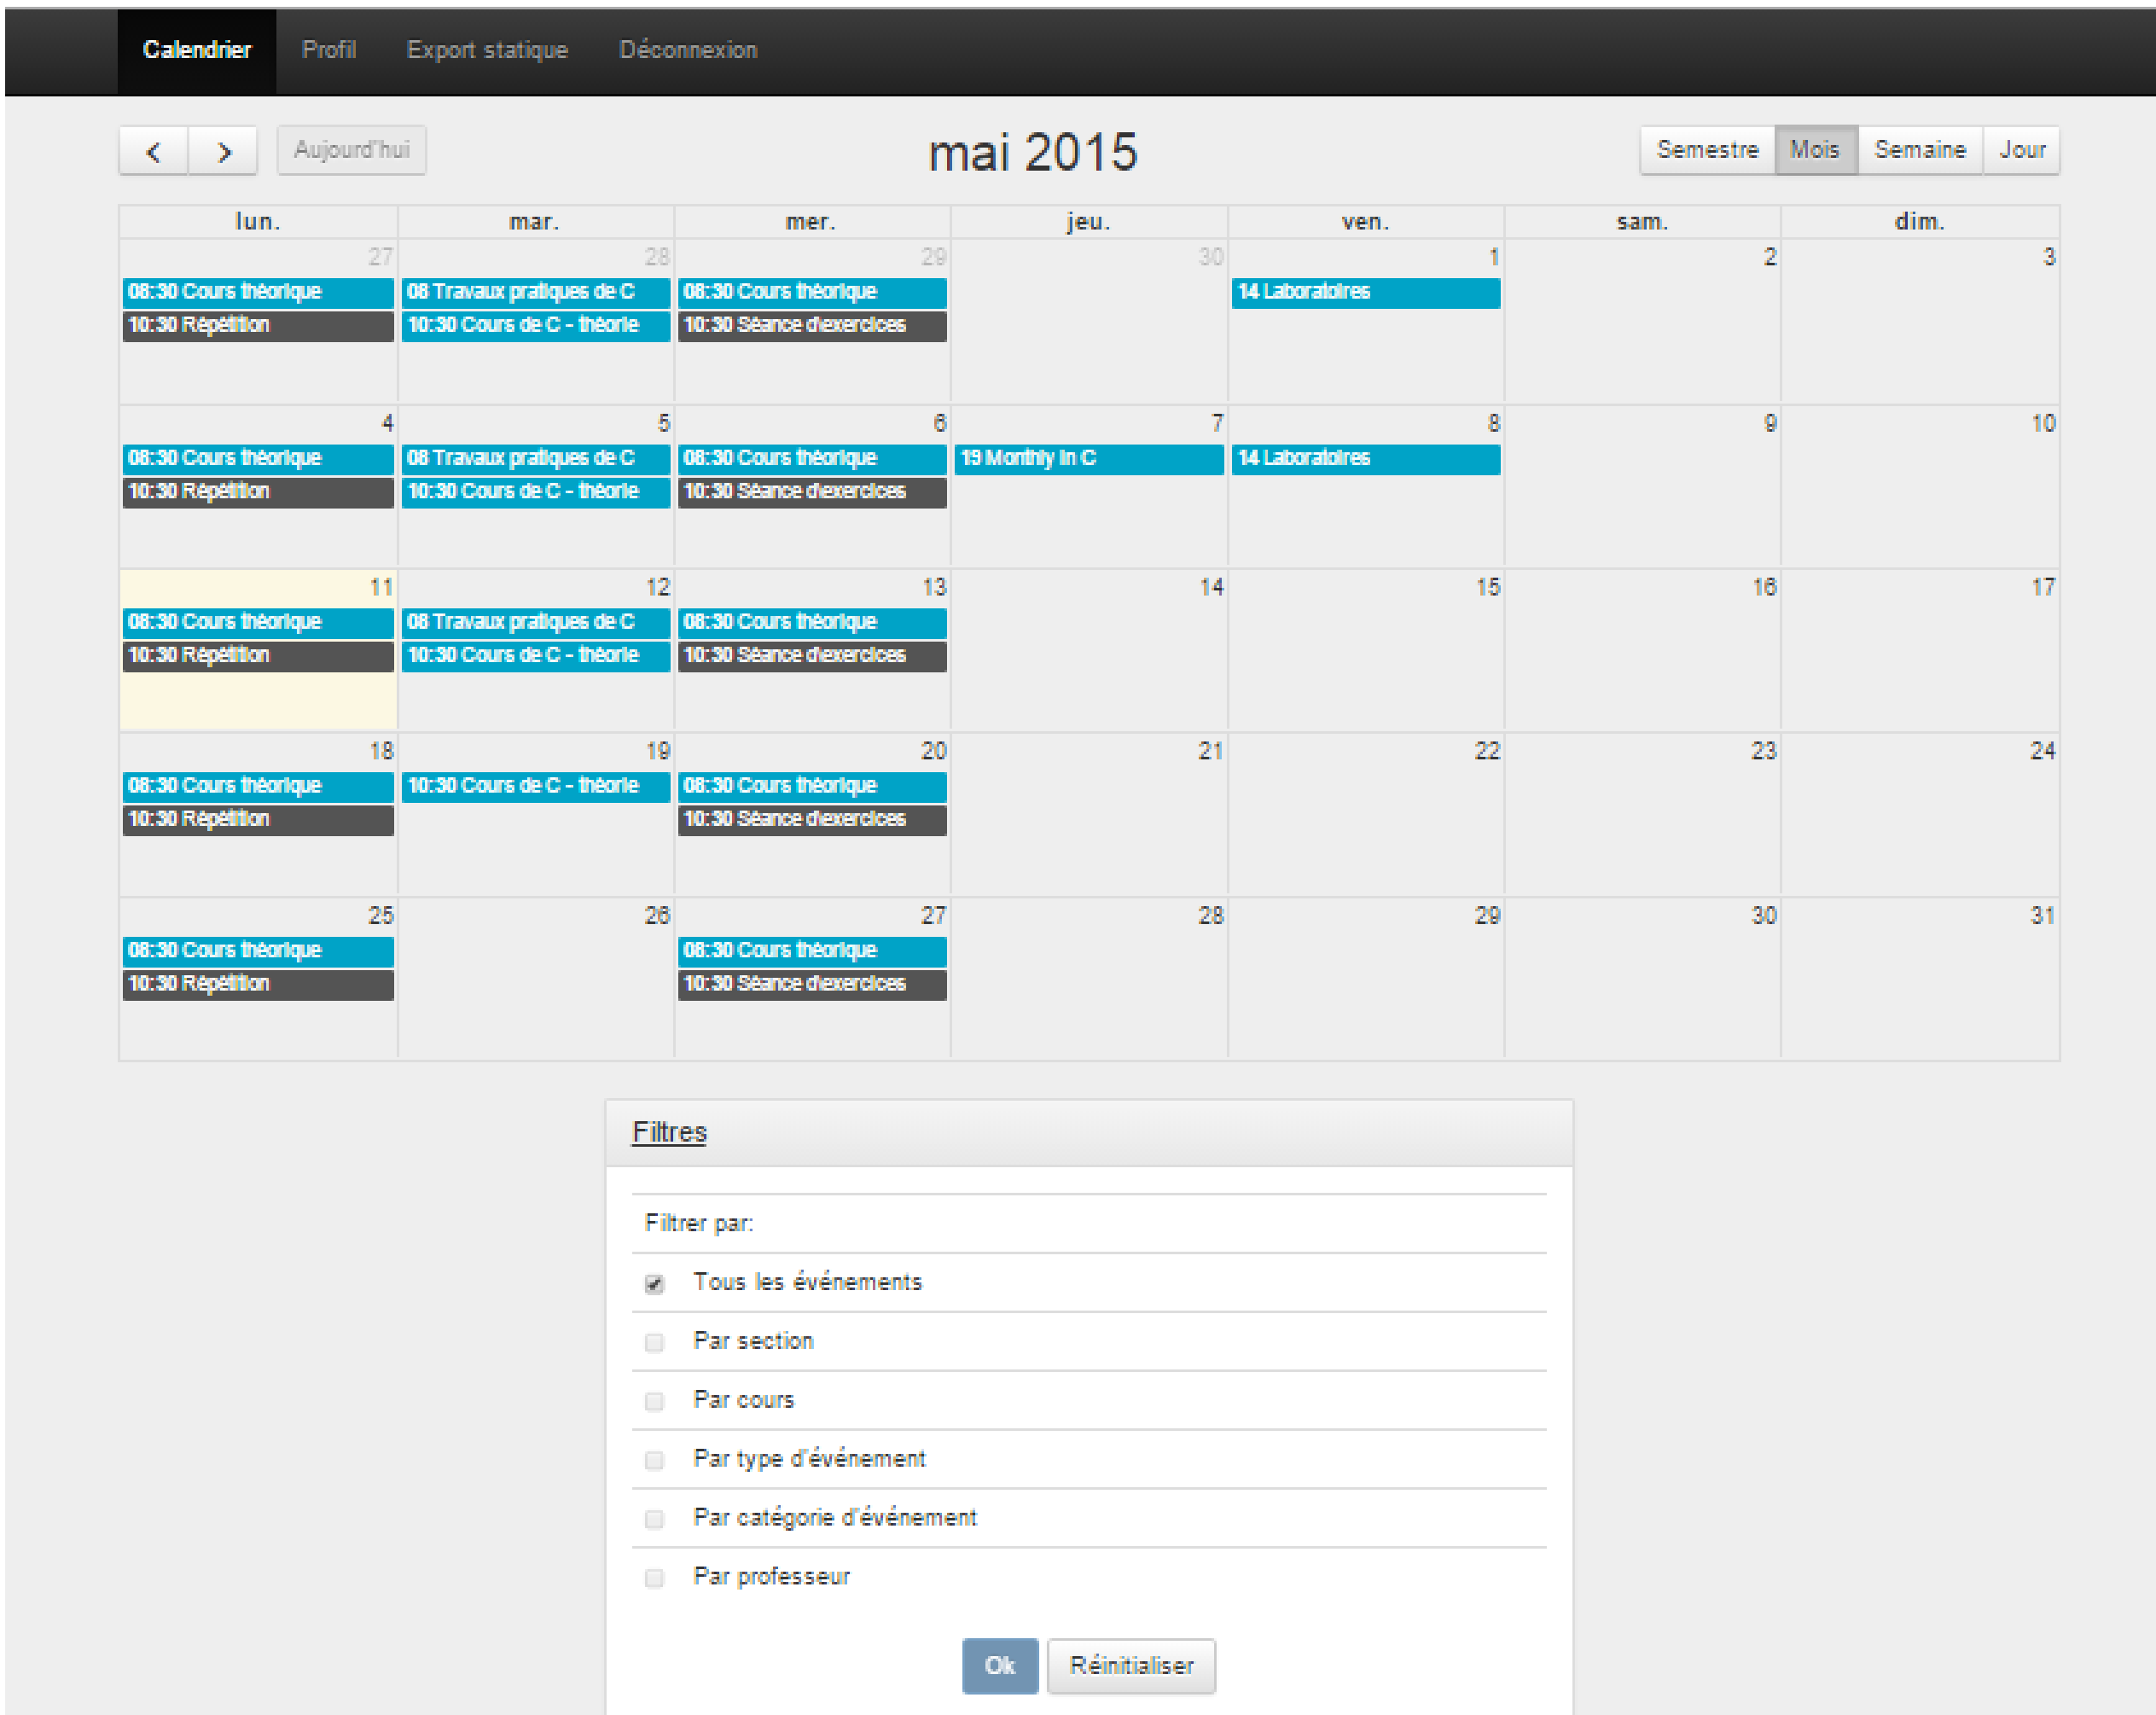 Calendrier Profil Export statique Déconnexion
< > Aujourd'hui mai 2015 Semestre Mois Semaine Jour
lun. mar. mer. jeu. ven. sam. dim.
27 28 29 30 1 2 3
08:30 Cours théorique 08 Travaux pratiques de C 08:30 Cours théorique 14 Laboratoires
10:30 Répétition 10:30 Cours de C - théorie 10:30 Séance d'exercices
4 5 6 7 8 9 10
08:30 Cours théorique 08 Travaux pratiques de C 08:30 Cours théorique 19 Monthly in C 14 Laboratoires
10:30 Répétition 10:30 Cours de C - théorie 10:30 Séance d'exercices
11 12 13 14 15 16 17
08:30 Cours théorique 08 Travaux pratiques de C 08:30 Cours théorique
10:30 Répétition 10:30 Cours de C - théorie 10:30 Séance d'exercices
18 19 20 21 22 23 24
08:30 Cours théorique 10:30 Cours de C - théorie 08:30 Cours théorique
10:30 Répétition 10:30 Séance d'exercices
25 26 27 28 29 30 31
08:30 Cours théorique 08:30 Cours théorique
10:30 Répétition 10:30 Séance d'exercices
Filtres
Filtrer par:
Tous les événements
Par section
Par cours
Par type d'événement
Par catégorie d'événement
Par professeur
Ok Réinitialiser